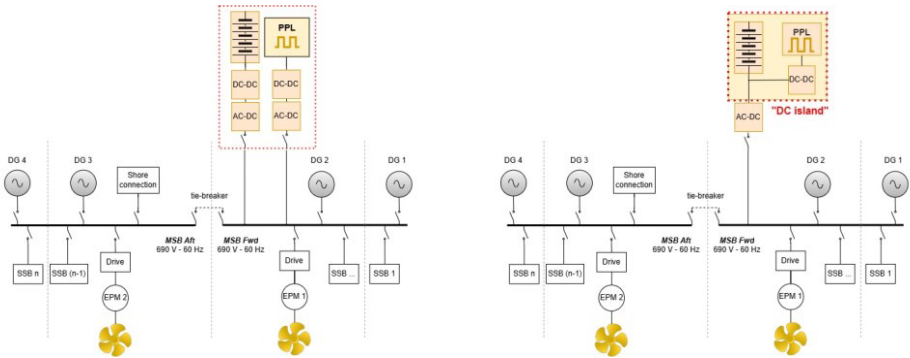 PPL
DC-DC
DC-DC
AC-DC
AC-DC
DG 4
DG 3
Shore
connection
DG 2
DG 1
tie-breaker
MSB Aft
690 V - 60 Hz
MSB Fwd
690 V - 60 Hz
SSB n
SSB (n-1)
Drive
Drive
SSB ...
SSB 1
EPM 2
EPM 1
PPL
DC-DC
"DC island"
AC-DC
DG 4
DG 3
Shore
connection
DG 2
DG 1
tie-breaker
MSB Aft
690 V - 60 Hz
MSB Fwd
690 V - 60 Hz
SSB n
SSB (n-1)
Drive
Drive
SSB ...
SSB 1
EPM 2
EPM 1